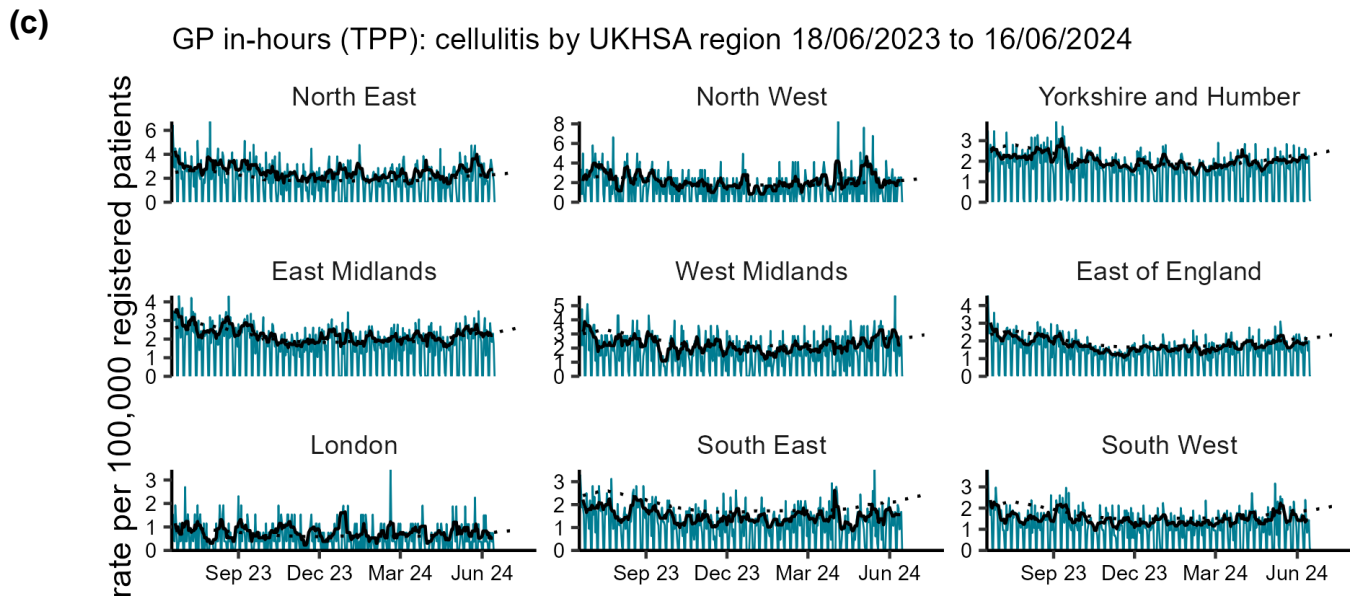 (c)
GP in-hours (TPP): cellulitis by UKHSA region 18/06/2023 to 16/06/2024
rate per 100,000 registered patients
North East
6
4
2
0
North West
8
6
4
2
0
Yorkshire and Humber
3
2
1
0
East Midlands
4
3
2
1
0
West Midlands
5
4
3
2
1
0
East of England
4
3
2
1
0
London
3
2
1
0
South East
3
2
1
0
South West
3
2
1
0
Sep 23 Dec 23 Mar 24 Jun 24
Sep 23 Dec 23 Mar 24 Jun 24
Sep 23 Dec 23 Mar 24 Jun 24